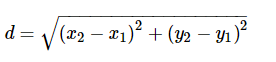 d = √((x₂ − x₁)² + (y₂ − y₁)²)